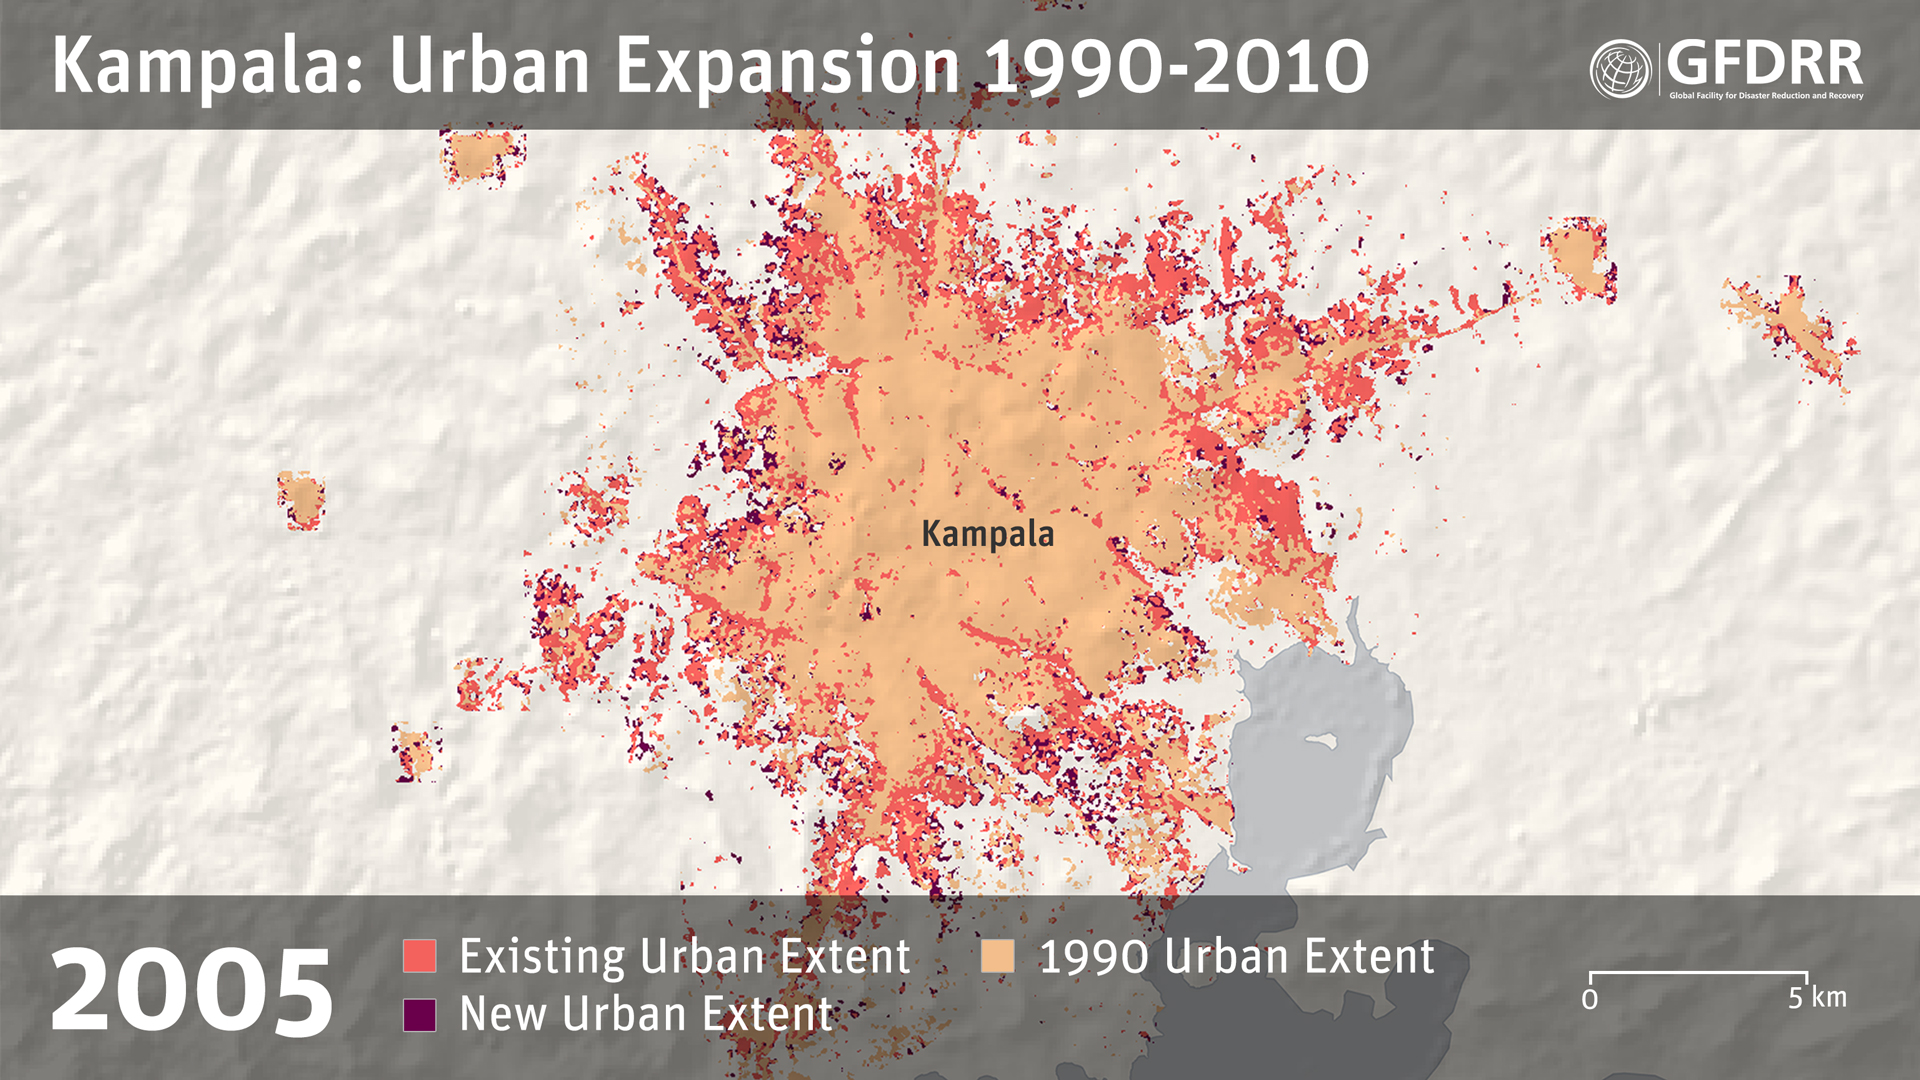 Kampala: Urban Expansion 1990-2010
GFDRR
Global Facility for Disaster Reduction and Recovery
Kampala
2005
Existing Urban Extent
1990 Urban Extent
New Urban Extent
0 5 km